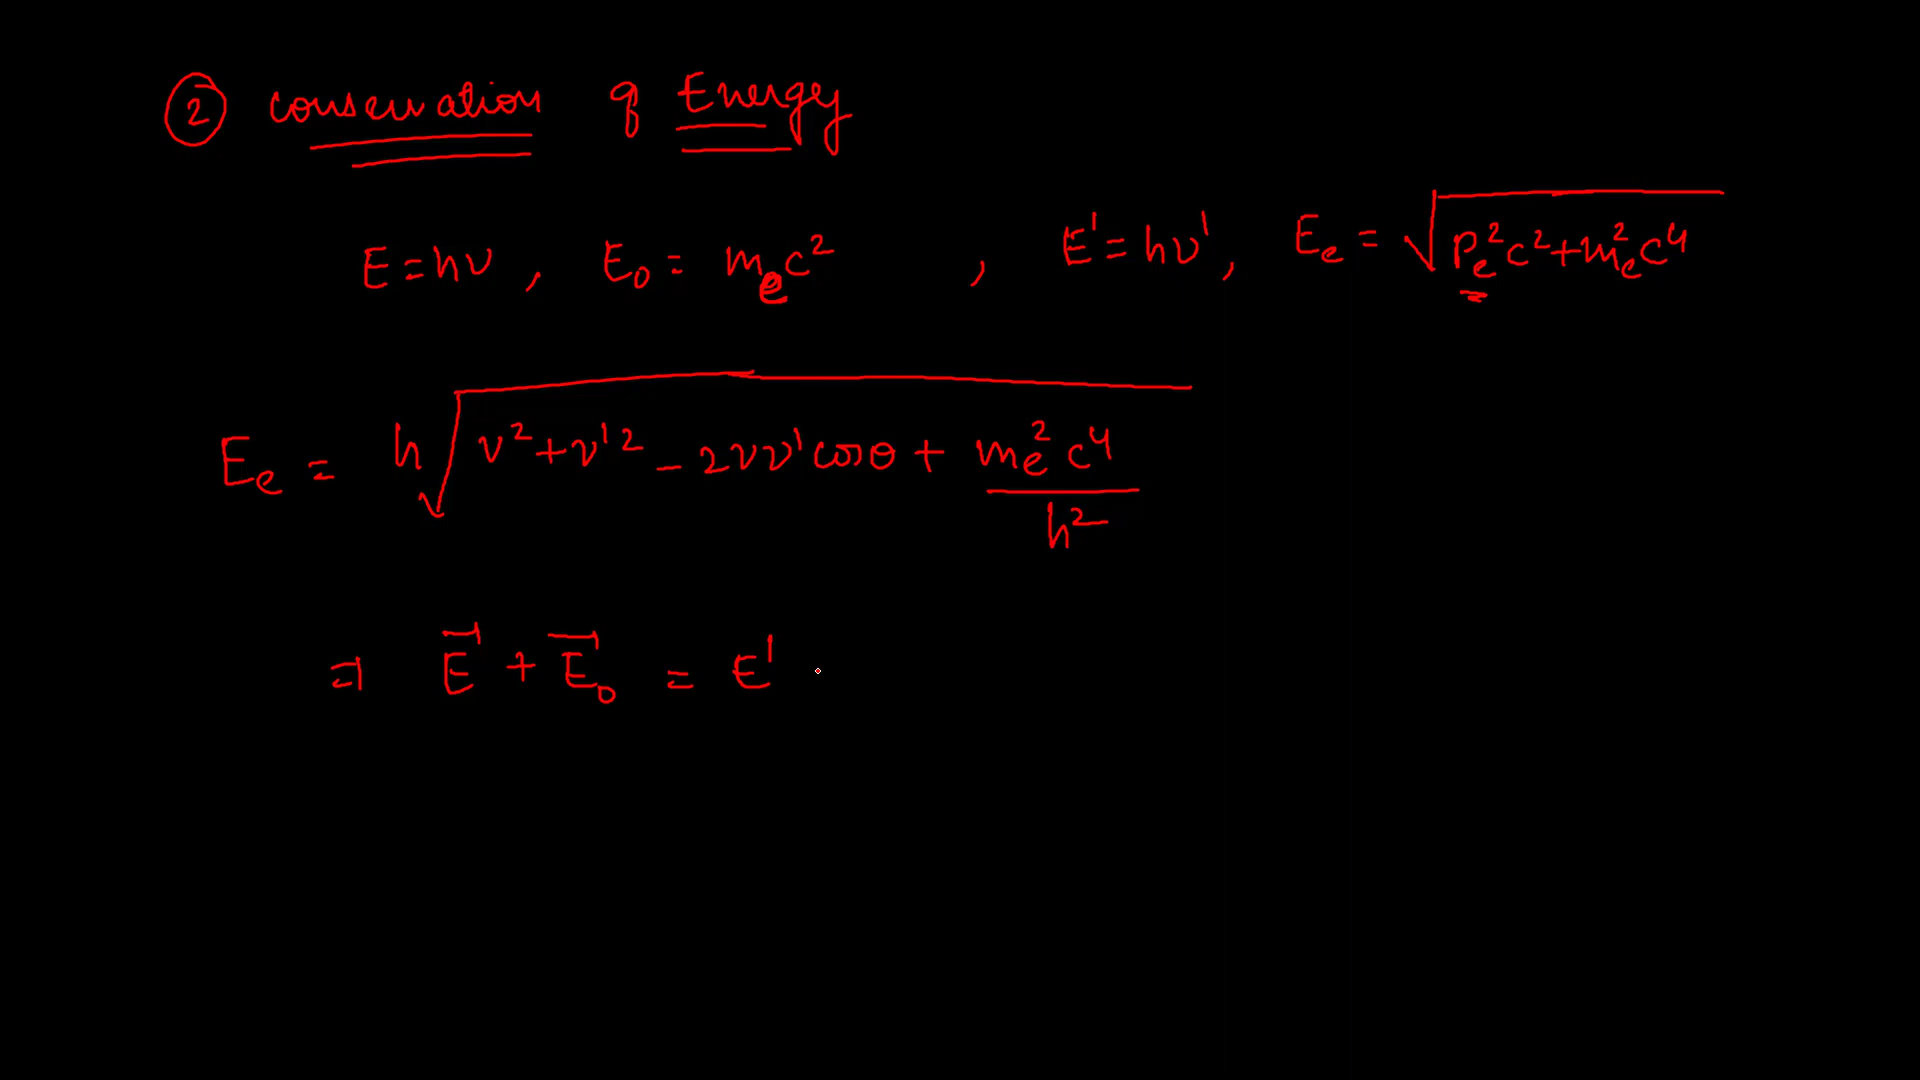 ② conservation of Energy
E = hν , E₀ = mₑc² , E' = hν' , Eₑ = √(Pₑ²c² + mₑ²c⁴)
Eₑ = h√(ν² + ν'² - 2νν' cosθ + mₑ²c⁴/h²)
⇒ E⃗ + E⃗₀ = E'